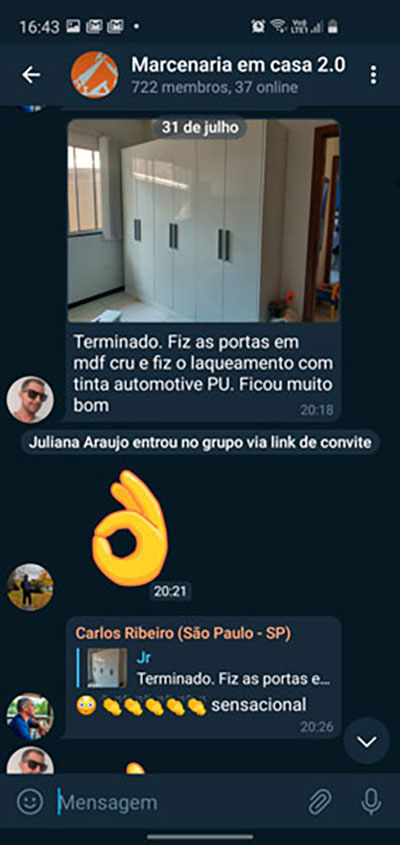 16:43
VoB
LTE1
Marcenaria em casa 2.0
722 membros, 37 online
31 de julho
Terminado. Fiz as portas em
mdf cru e fiz o laqueamento com
tinta automotive PU. Ficou muito
bom
20:18
Juliana Araujo entrou no grupo via link de convite
20:21
Carlos Ribeiro (São Paulo - SP)
Jr
Terminado. Fiz as portas e...
😳👏👏👏👏👏 sensacional
20:26
Mensagem